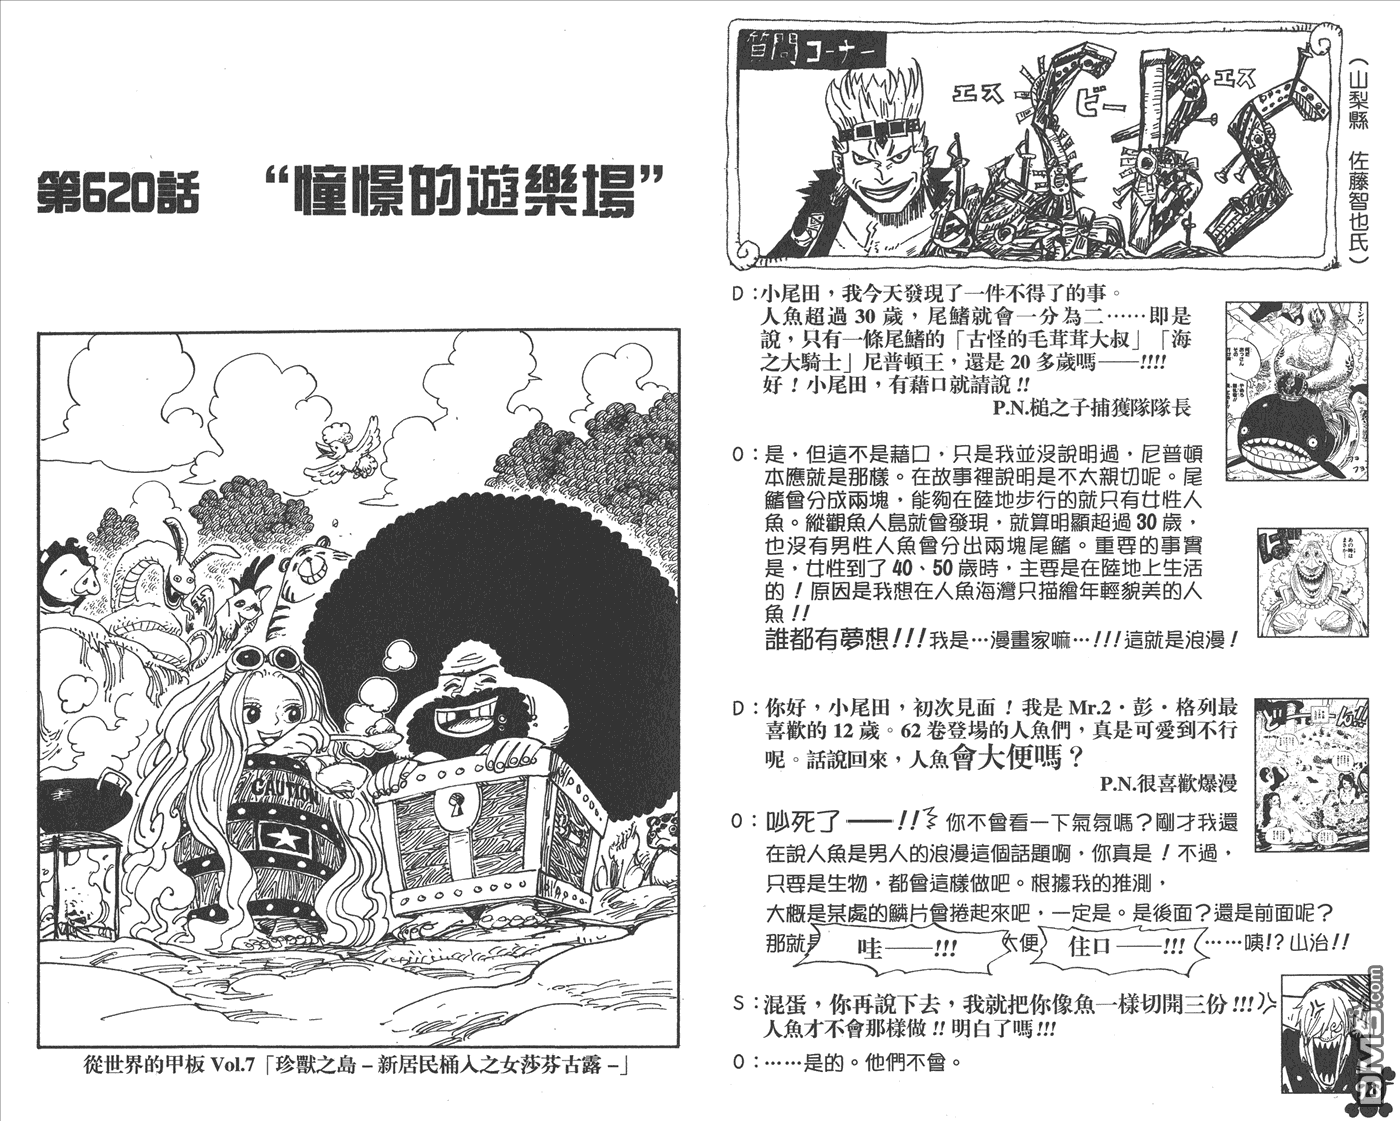 質問コーナー
エス
ビー
エス
(山梨縣 佐藤智也氏)
D:小尾田,我今天發現了一件不得了的事。
人魚超過 30 歲,尾鰭就會一分為二……即是
說,只有一條尾鰭的「古怪的毛茸茸大叔」「海
之大騎士」尼普頓王,還是 20 多歲嗎——!!!!
好!小尾田,有藉口就請說!!
P.N.槌之子捕獲隊隊長
O:是,但這不是藉口,只是我並沒說明過,尼普頓
本應就是那樣。在故事裡說明是不太親切呢。尾
鰭會分成兩塊,能夠在陸地步行的就只有女性人
魚。縱觀魚人島就會發現,就算明顯超過 30 歲,
也沒有男性人魚會分出兩塊尾鰭。重要的事實
是,女性到了 40、50 歲時,主要是在陸地上生活
的!原因是我想在人魚海灣只描繪年輕貌美的人
魚!!
誰都有夢想!!!我是…漫畫家嘛…!!!這就是浪漫!
D:你好,小尾田,初次見面!我是 Mr.2・彭・格列最
喜歡的 12 歲。62 卷登場的人魚們,真是可愛到不行
呢。話說回來,人魚會大便嗎?
P.N.很喜歡爆漫
O:吵死了——!!你不會看一下氣氛嗎?剛才我還
在說人魚是男人的浪漫這個話題啊,你真是!不過,
只要是生物,都會這樣做吧。根據我的推測,
大概是某處的鱗片會捲起來吧,一定是。是後面?還是前面呢?
那就是 哇——!!! 大便 住口——!!! ……咦!?山治!!
S:混蛋,你再說下去,我就把你像魚一樣切開三份!!!
人魚才不會那樣做!!明白了嗎!!!
O:……是的。他們不會。
第620話 “憧憬的遊樂場”
CAUTION
從世界的甲板 Vol.7「珍獸之島－新居民桶人之女莎芬古露－」
DM5.com